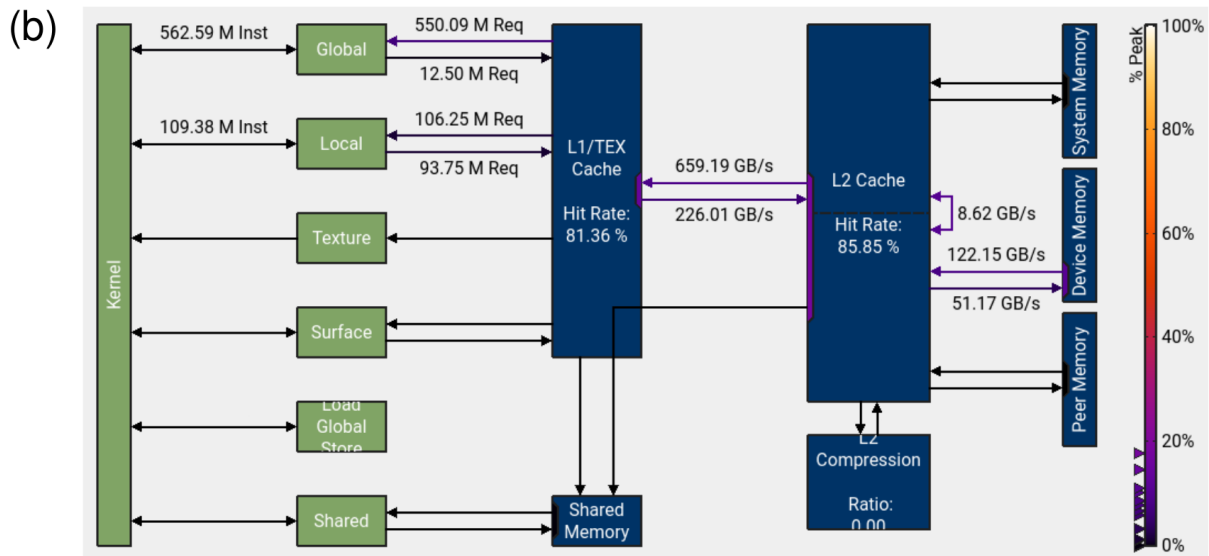 (b)
562.59 M Inst
Global
550.09 M Req
12.50 M Req
109.38 M Inst
Local
106.25 M Req
93.75 M Req
Texture
Surface
Load
Global
Store
Shared
Kernel
L1/TEX
Cache
Hit Rate:
81.36 %
659.19 GB/s
226.01 GB/s
L2 Cache
Hit Rate:
85.85 %
8.62 GB/s
122.15 GB/s
51.17 GB/s
L2
Compression
Ratio:
0.00
Shared
Memory
System Memory
Device Memory
Peer Memory
% Peak
100%
80%
60%
40%
20%
0%